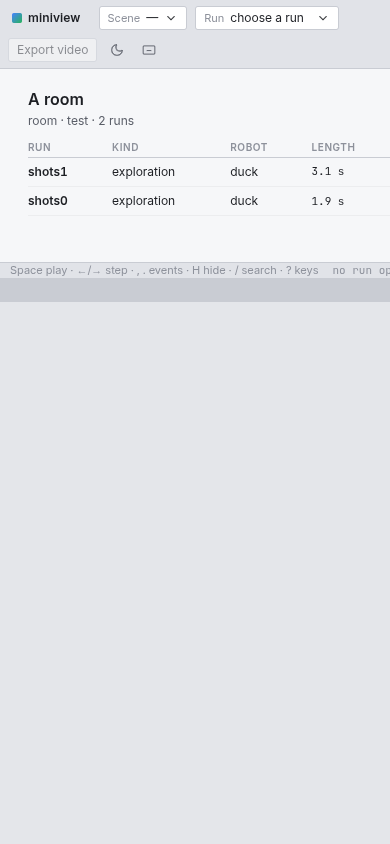 miniview
Scene —
Run choose a run
Export video
A room
room · test · 2 runs
RUN KIND ROBOT LENGTH
shots1 exploration duck 3.1 s
shots0 exploration duck 1.9 s
Space play · ←/→ step · , . events · H hide · / search · ? keys no run op